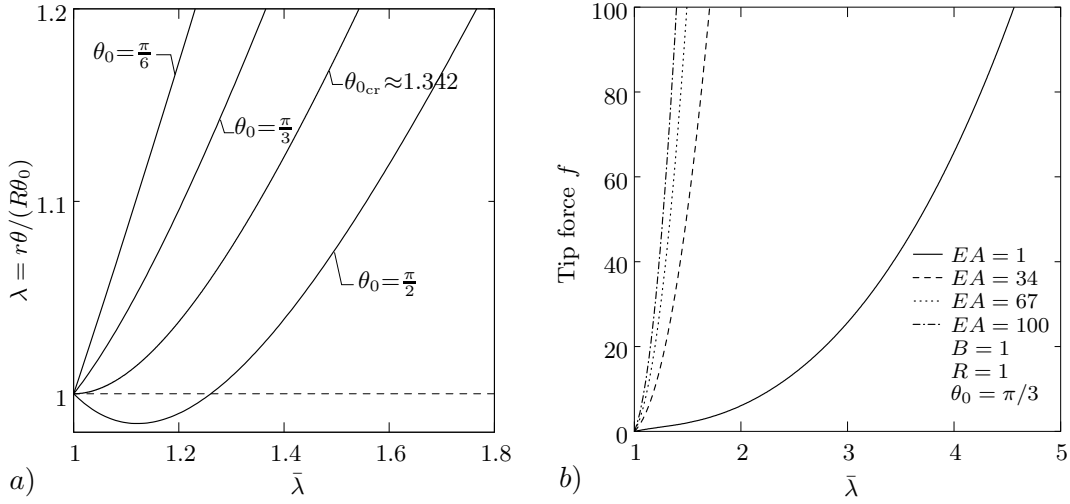 1.2
θ₀=π/6
θ₀cr≈1.342
θ₀=π/3
1.1
λ = rθ/(Rθ₀)
θ₀=π/2
1
1 1.2 1.4 1.6 1.8
λ̄
a)
100
80
60
40
20
0
Tip force f
EA = 1
EA = 34
EA = 67
EA = 100
B = 1
R = 1
θ₀ = π/3
1 2 3 4 5
λ̄
b)